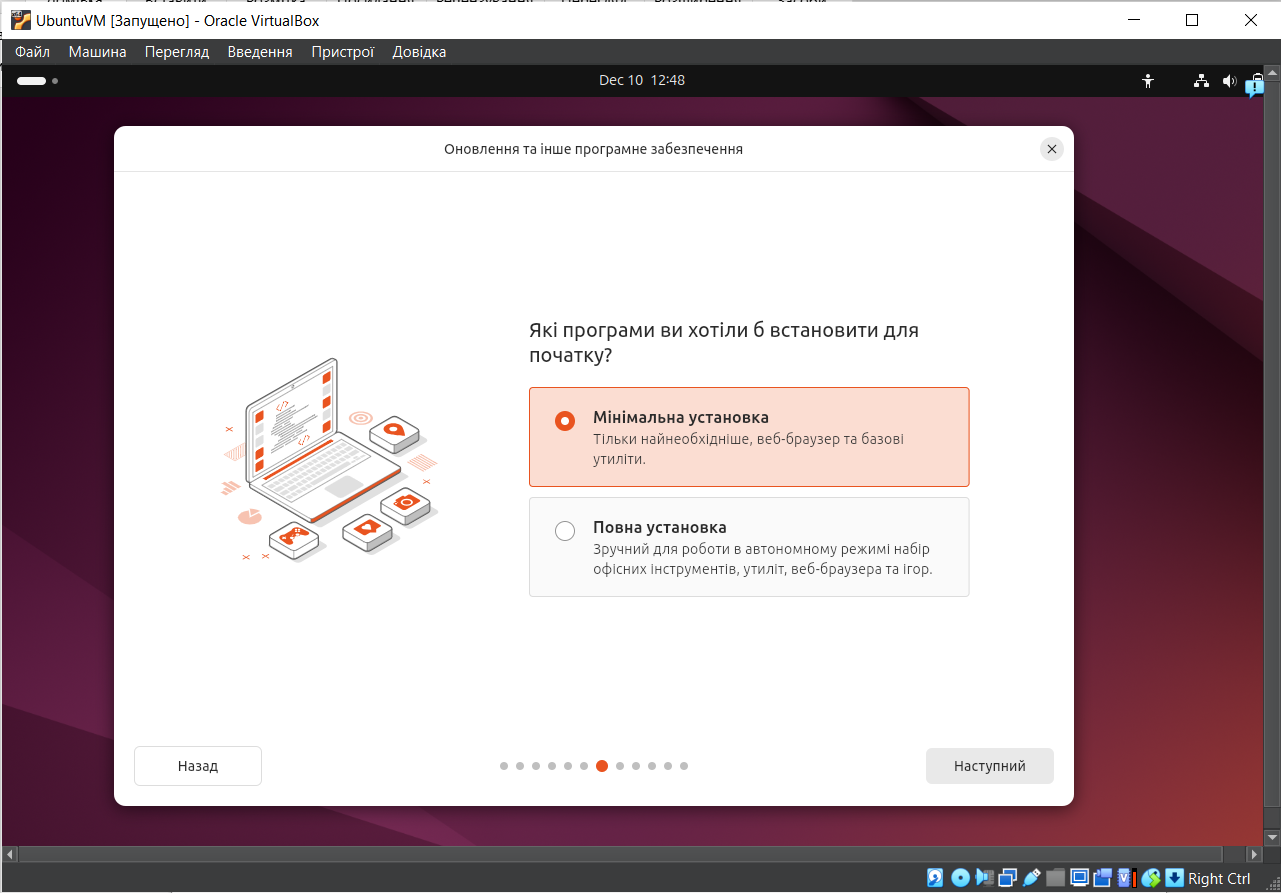 UbuntuVM [Запущено] - Oracle VirtualBox
Файл Машина Перегляд Введення Пристрої Довідка
Dec 10 12:48
Оновлення та інше програмне забезпечення
Які програми ви хотіли б встановити для
початку?
Мінімальна установка
Тільки найнеобхідніше, веб-браузер та базові
утиліти.
Повна установка
Зручний для роботи в автономному режимі набір
офісних інструментів, утиліт, веб-браузера та ігор.
Назад
Наступний
Right Ctrl